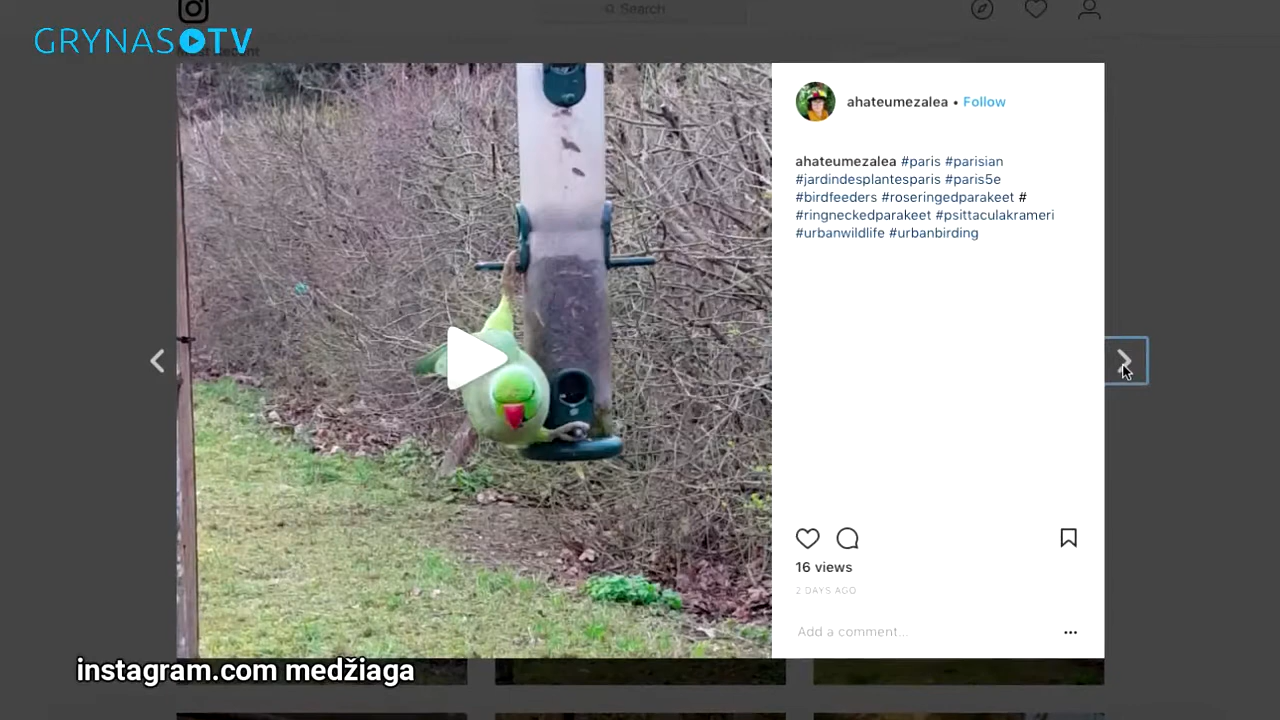 Search
GRYNAS TV
ahateumezalea • Follow
ahateumezalea #paris #parisian
#jardindesplantesparis #paris5e
#birdfeeders #roseringedparakeet #
#ringneckedparakeet #psittaculakrameri
#urbanwildlife #urbanbirding
16 views
2 DAYS AGO
Add a comment...
instagram.com medžiaga